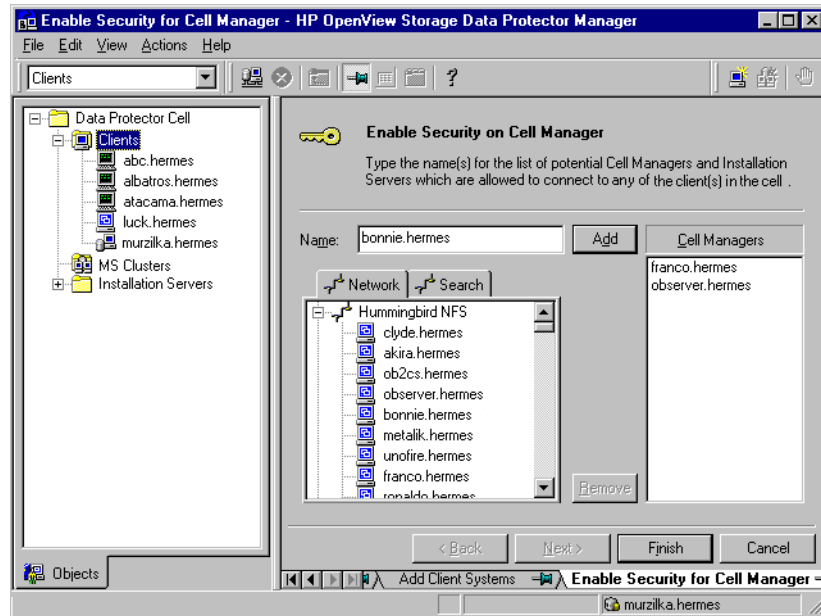 Enable Security for Cell Manager - HP OpenView Storage Data Protector Manager
File Edit View Actions Help
Clients
Data Protector Cell
Clients
abc.hermes
albatros.hermes
atacama.hermes
luck.hermes
murzilka.hermes
MS Clusters
Installation Servers
Objects
Enable Security on Cell Manager
Type the name(s) for the list of potential Cell Managers and Installation
Servers which are allowed to connect to any of the client(s) in the cell .
Name: bonnie.hermes Add
Cell Managers
franco.hermes
observer.hermes
Network Search
Hummingbird NFS
clyde.hermes
akira.hermes
ob2cs.hermes
observer.hermes
bonnie.hermes
metalik.hermes
unofire.hermes
franco.hermes
ronaldo.hermes
Remove
< Back Next > Finish Cancel
Add Client Systems Enable Security for Cell Manager
murzilka.hermes